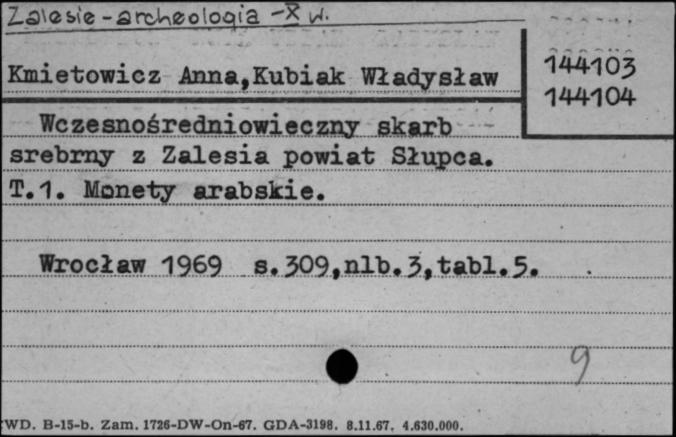 Zalesie - archeologia - X w.
Kmietowicz Anna,Kubiak Władysław
144103
144104
Wczesnośredniowieczny skarb
srebrny z Zalesia powiat Słupca.
T.1. Monety arabskie.
Wrocław 1969 s.309,nlb.3,tabl.5.
9
WD. B-15-b. Zam. 1726-DW-On-67. GDA-3198. 8.11.67. 4.630.000.